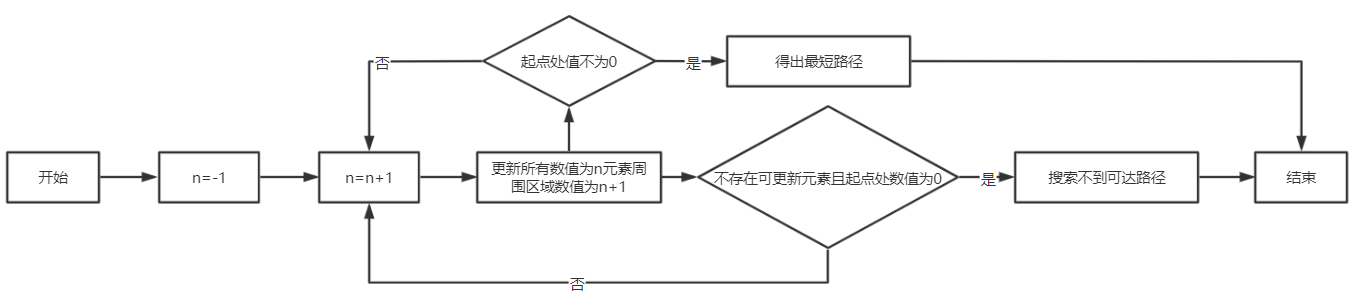 起点处值不为0
否
是
得出最短路径
开始
n=-1
n=n+1
更新所有数值为n元素周
围区域数值为n+1
不存在可更新元素且起点处数值为0
是
搜索不到可达路径
结束
否